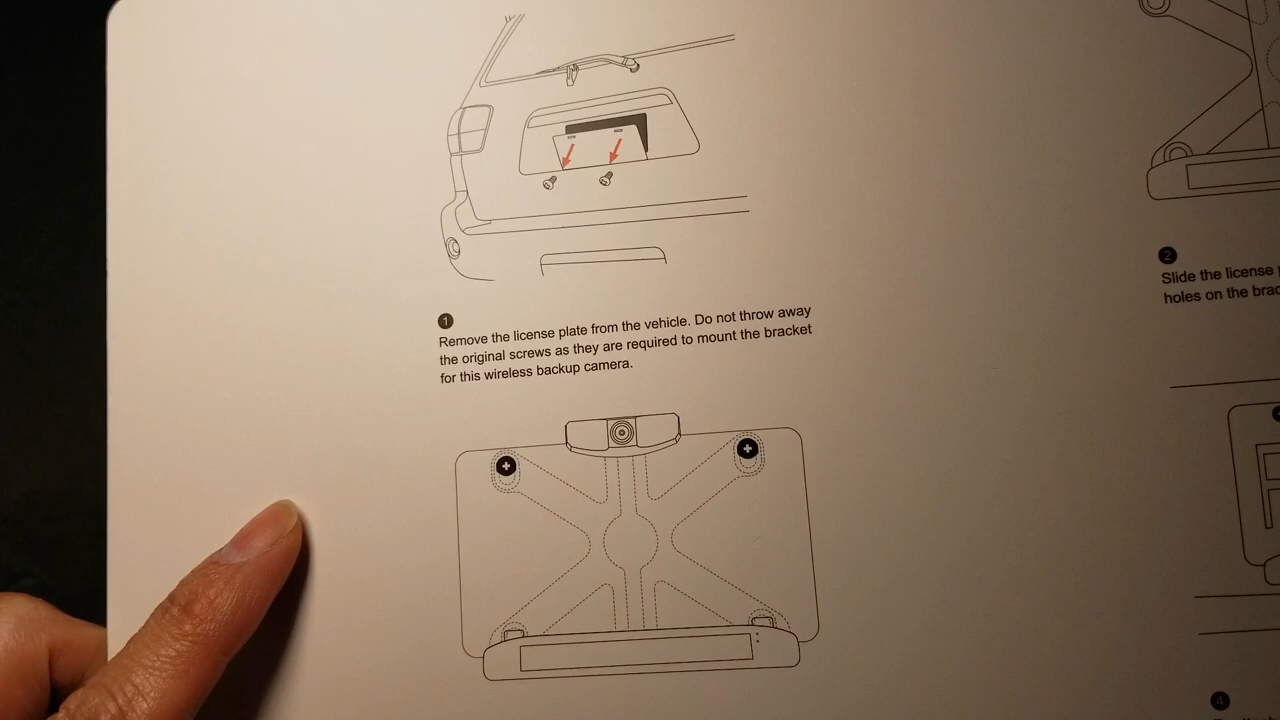 1
Remove the license plate from the vehicle. Do not throw away
the original screws as they are required to mount the bracket
for this wireless backup camera.
2
Slide the license
holes on the
4